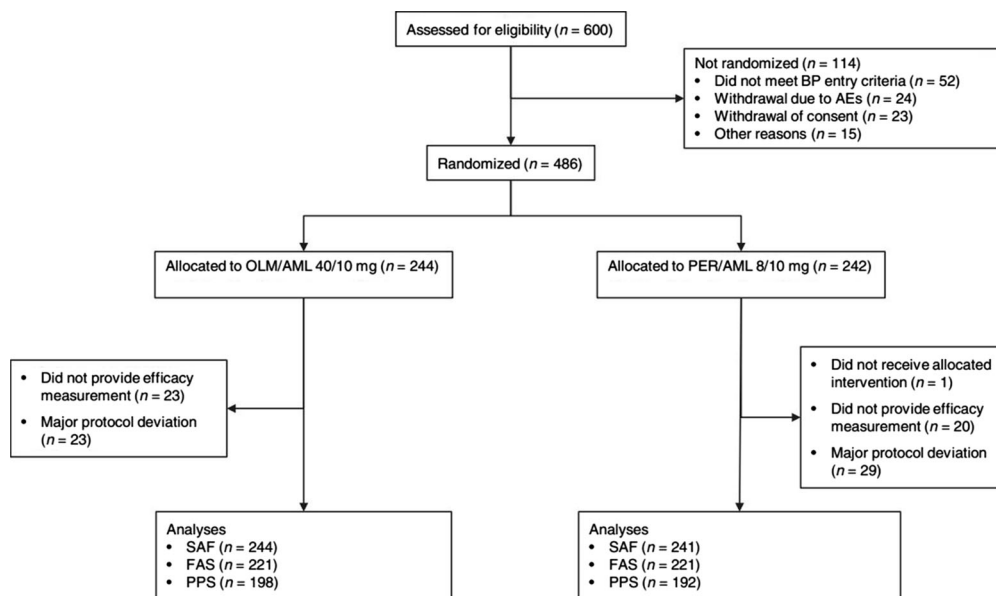 Assessed for eligibility (n = 600)
Not randomized (n = 114)
• Did not meet BP entry criteria (n = 52)
• Withdrawal due to AEs (n = 24)
• Withdrawal of consent (n = 23)
• Other reasons (n = 15)
Randomized (n = 486)
Allocated to OLM/AML 40/10 mg (n = 244)
Allocated to PER/AML 8/10 mg (n = 242)
• Did not provide efficacy
measurement (n = 23)
• Major protocol deviation
(n = 23)
• Did not receive allocated
intervention (n = 1)
• Did not provide efficacy
measurement (n = 20)
• Major protocol deviation
(n = 29)
Analyses
• SAF (n = 244)
• FAS (n = 221)
• PPS (n = 198)
Analyses
• SAF (n = 241)
• FAS (n = 221)
• PPS (n = 192)